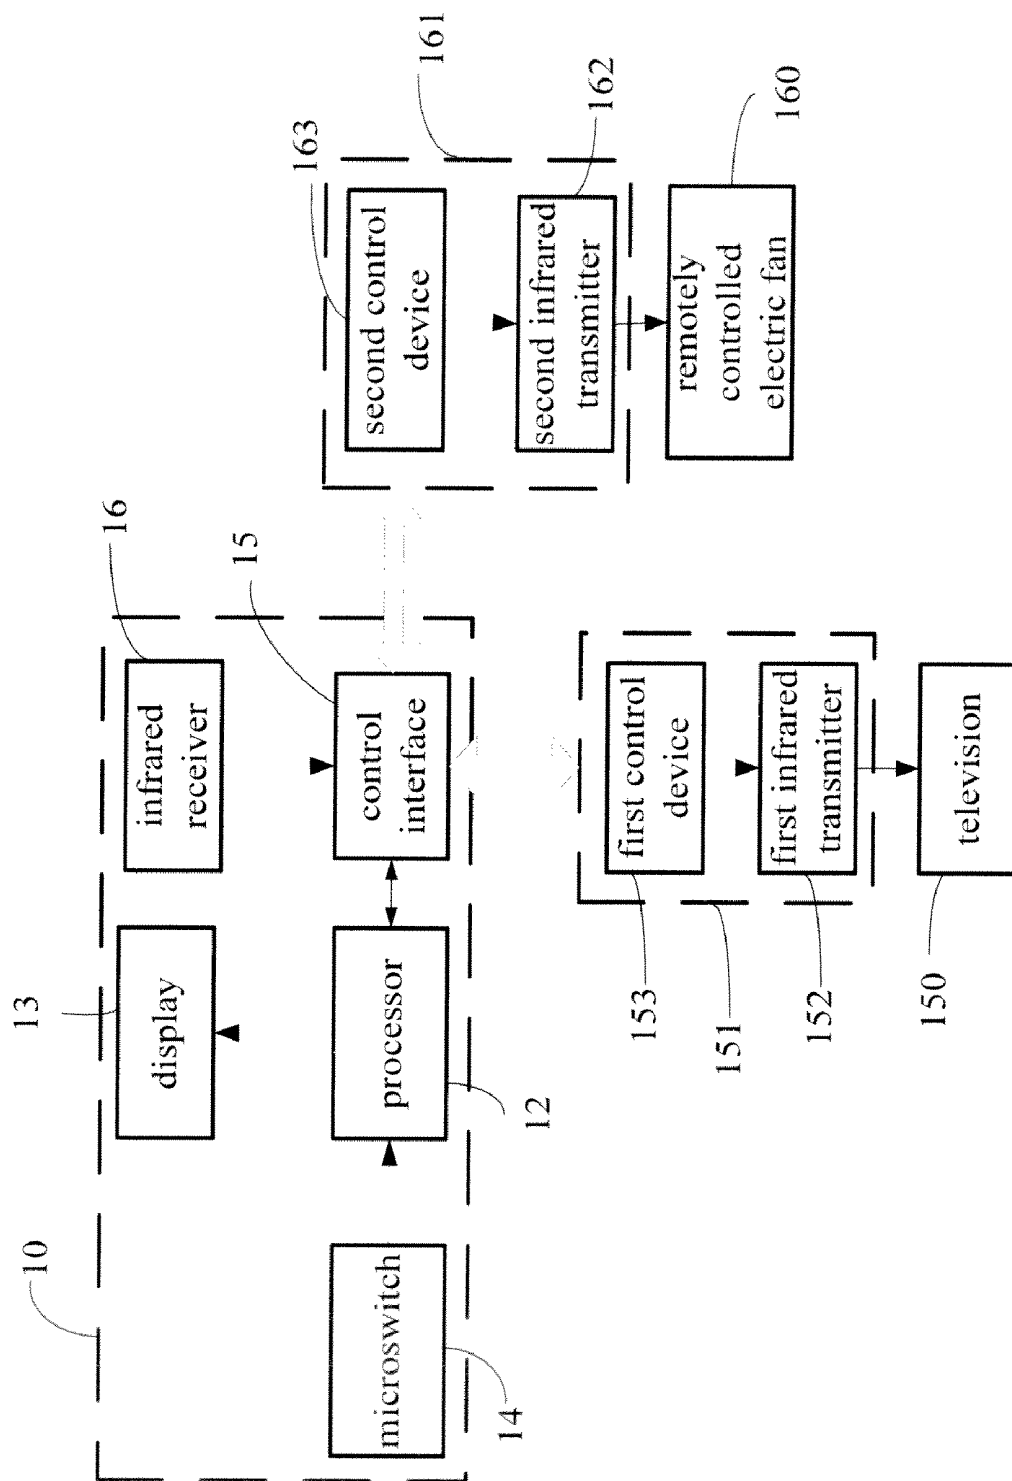 10
13
16
display
infrared
receiver
15
microswitch
processor
control
interface
14
12
163
161
second control
device
162
second infrared
transmitter
160
remotely
controlled
electric fan
153
first control
device
151
152
first infrared
transmitter
150
television